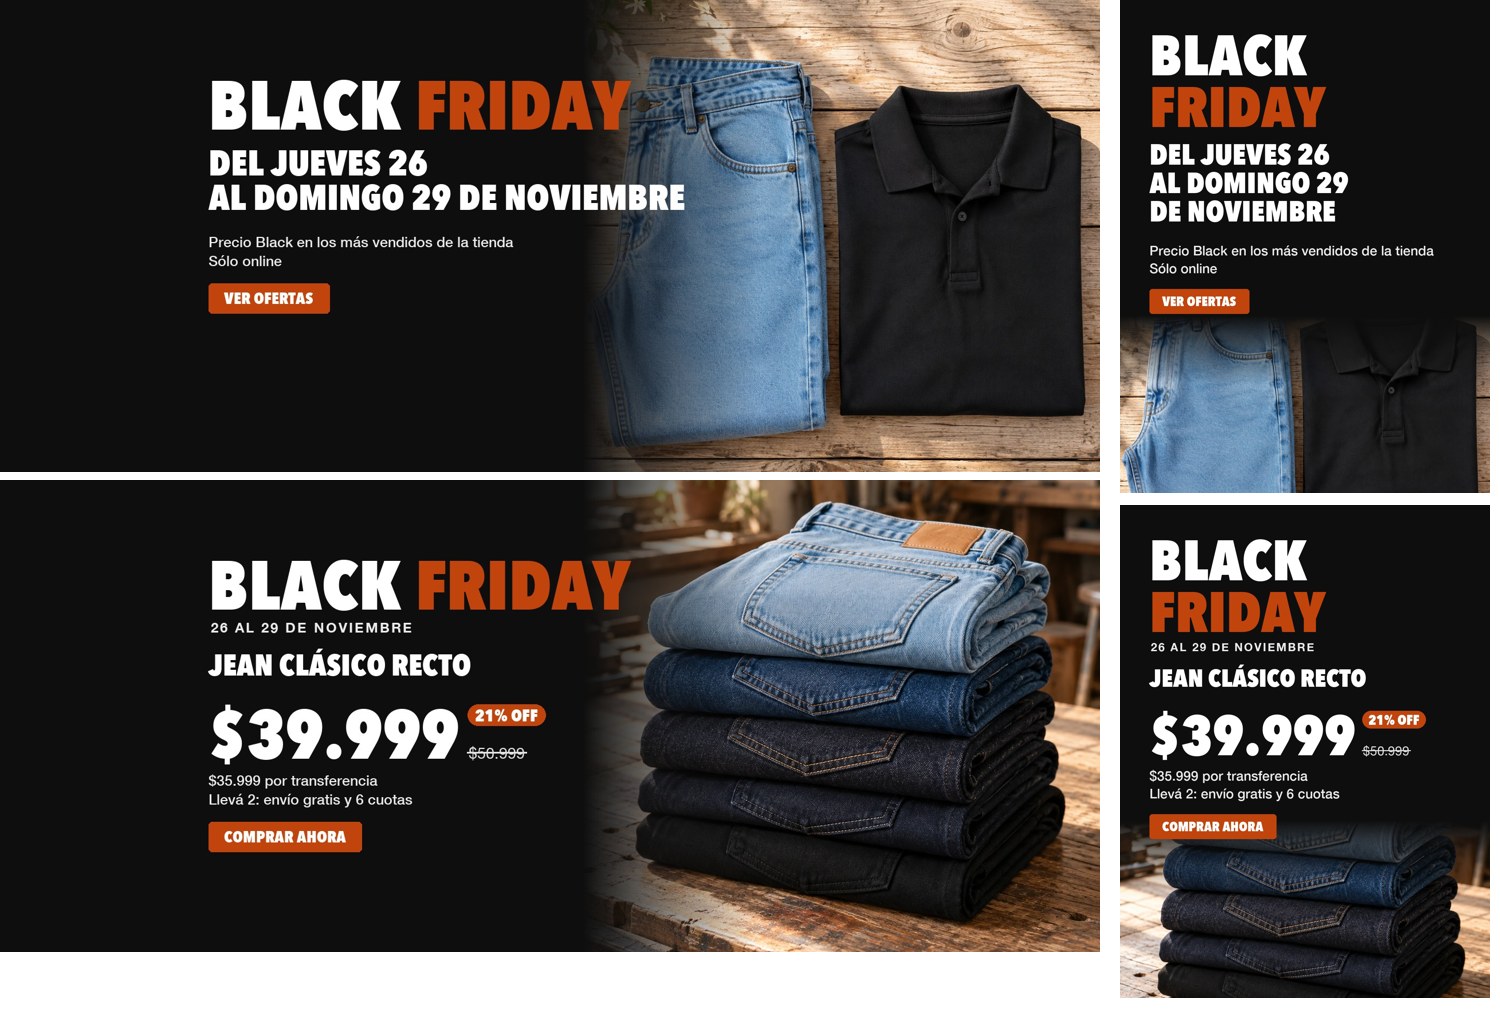 BLACK FRIDAY
DEL JUEVES 26
AL DOMINGO 29 DE NOVIEMBRE
Precio Black en los más vendidos de la tienda
Sólo online
VER OFERTAS
BLACK
FRIDAY
DEL JUEVES 26
AL DOMINGO 29
DE NOVIEMBRE
Precio Black en los más vendidos de la tienda
Sólo online
VER OFERTAS
BLACK FRIDAY
26 AL 29 DE NOVIEMBRE
JEAN CLÁSICO RECTO
$39.999 21% OFF
$50.999
$35.999 por transferencia
Llevá 2: envío gratis y 6 cuotas
COMPRAR AHORA
BLACK
FRIDAY
26 AL 29 DE NOVIEMBRE
JEAN CLÁSICO RECTO
$39.999 21% OFF
$50.999
$35.999 por transferencia
Llevá 2: envío gratis y 6 cuotas
COMPRAR AHORA